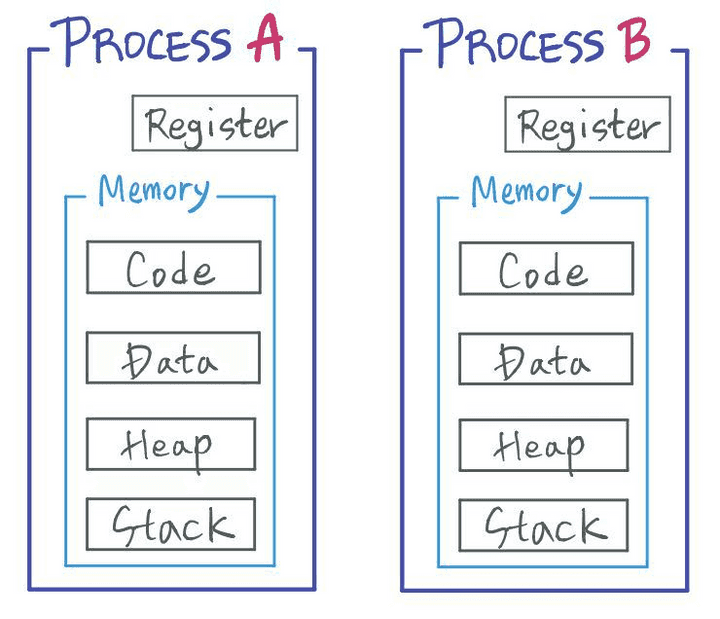 PROCESS A
Register
Memory
Code
Data
Heap
Stack
PROCESS B
Register
Memory
Code
Data
Heap
Stack